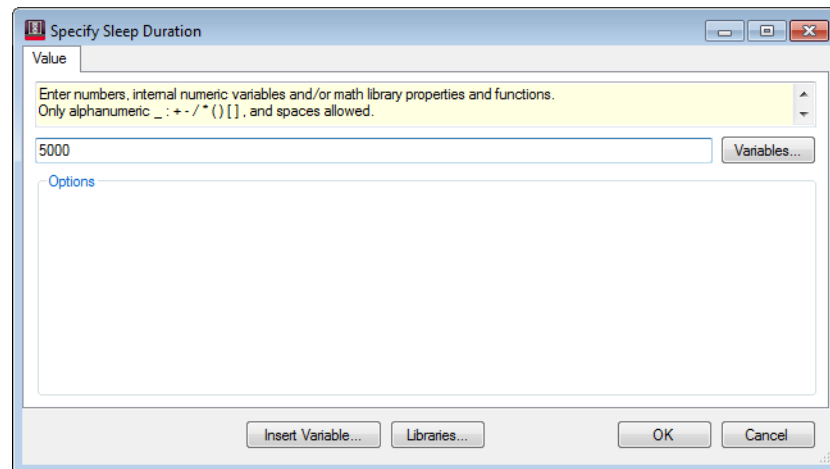 Specify Sleep Duration
Value
Enter numbers, internal numeric variables and/or math library properties and functions.
Only alphanumeric _ : + - / * ( ) [ ] , and spaces allowed.
5000
Variables...
Options
Insert Variable...
Libraries...
OK
Cancel